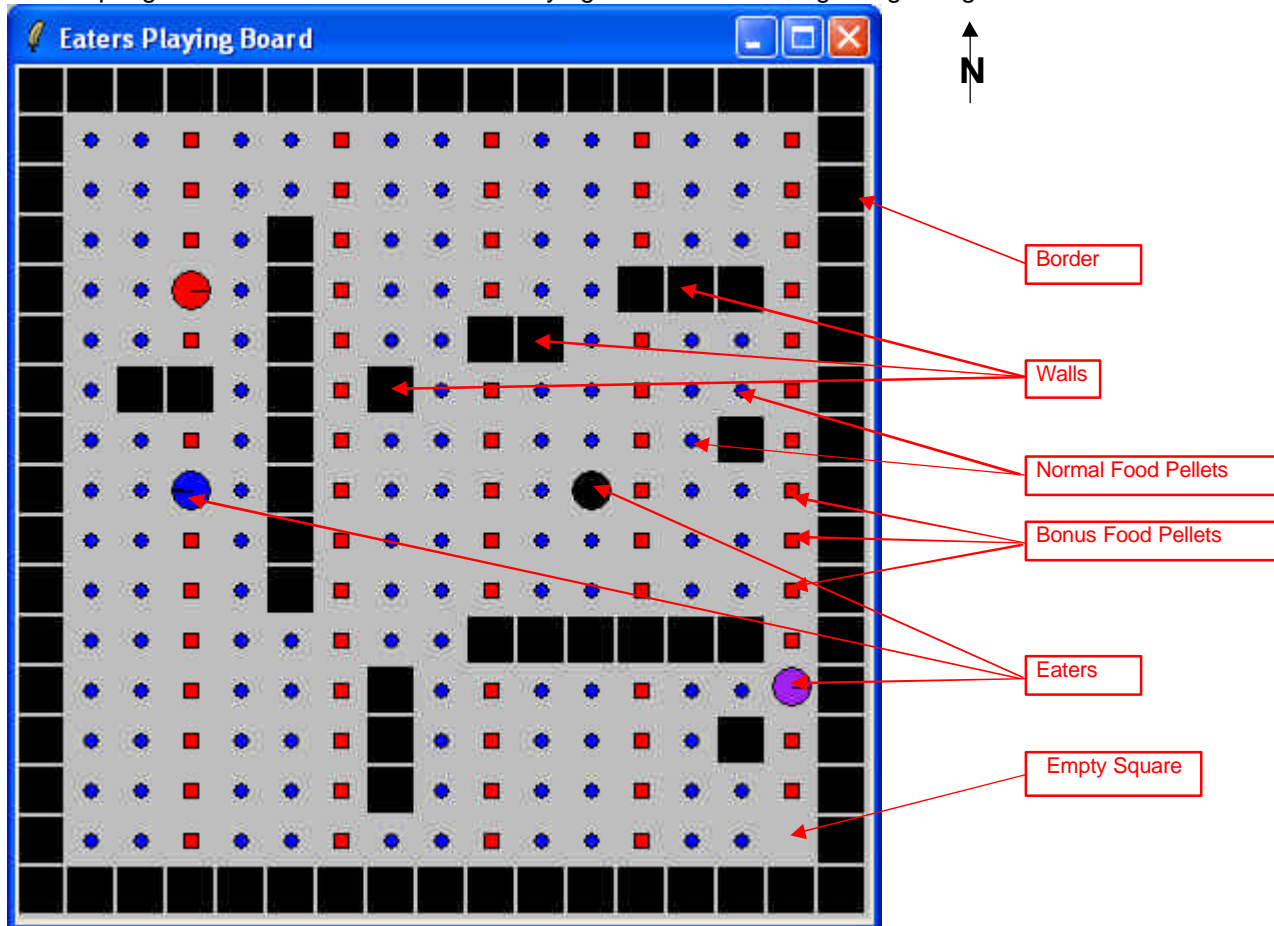 Eaters Playing Board
N
Border
Walls
Normal Food Pellets
Bonus Food Pellets
Eaters
Empty Square